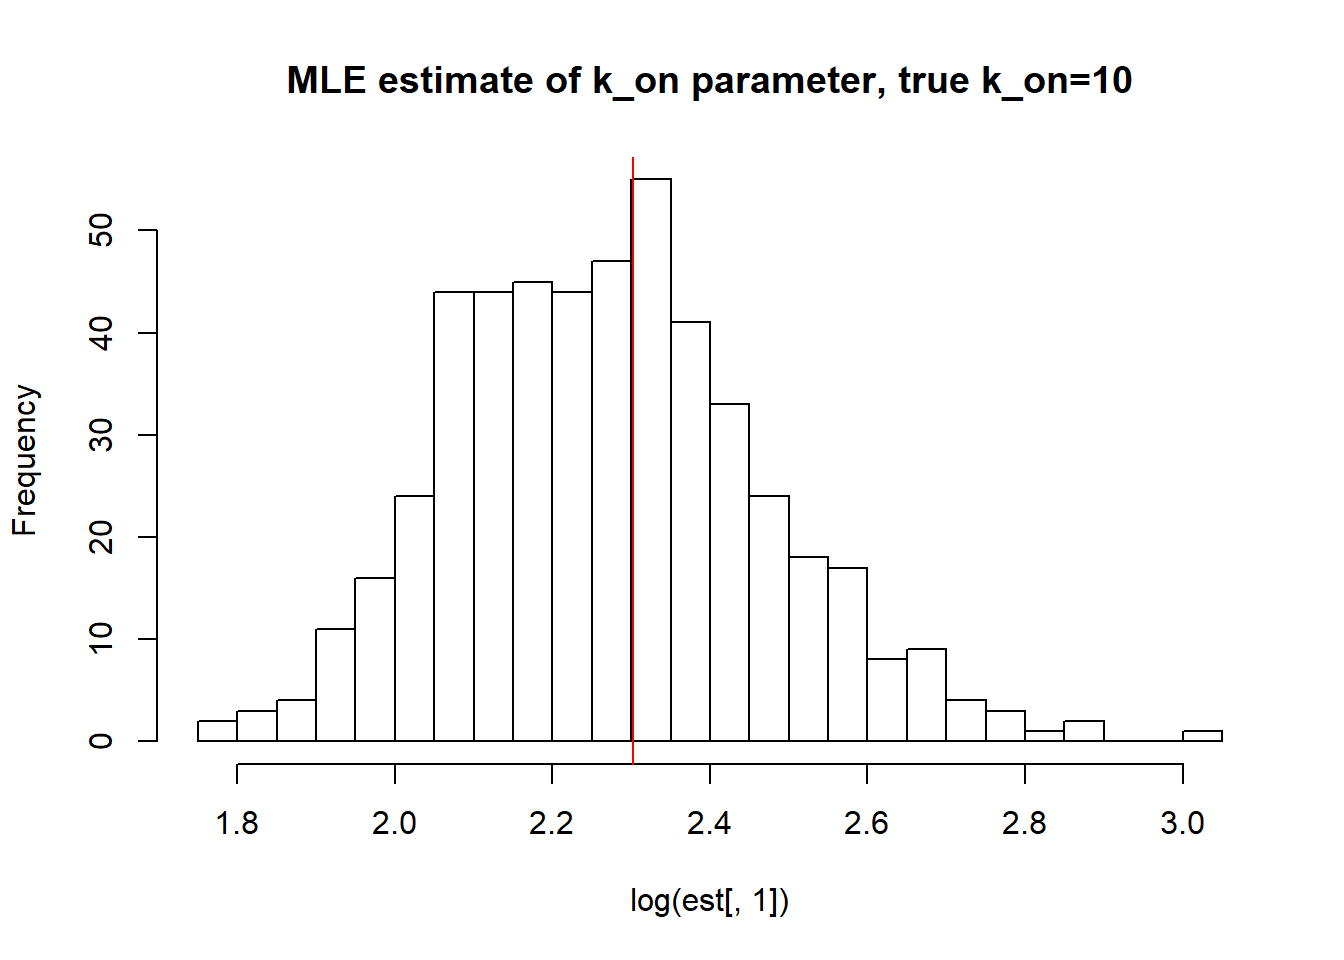 MLE estimate of k_on parameter, true k_on=10
50
40
30
20
10
0
Frequency
1.8 2.0 2.2 2.4 2.6 2.8 3.0
log(est[, 1])